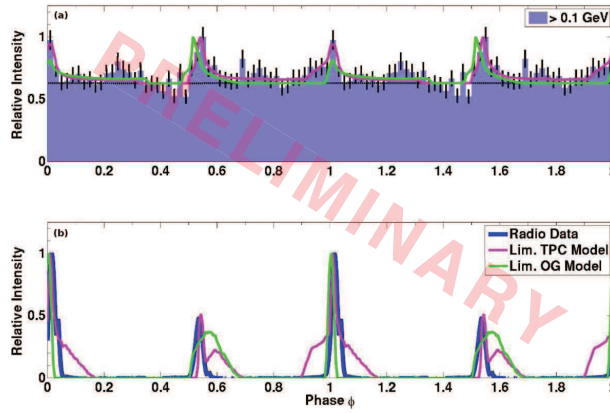 (a)
> 0.1 GeV
Relative Intensity
1
0.5
0
0 0.2 0.4 0.6 0.8 1 1.2 1.4 1.6 1.8 2
PRELIMINARY
(b)
Radio Data
Lim. TPC Model
Lim. OG Model
Relative Intensity
1
0.5
0
0 0.2 0.4 0.6 0.8 1 1.2 1.4 1.6 1.8 2
Phase ϕ